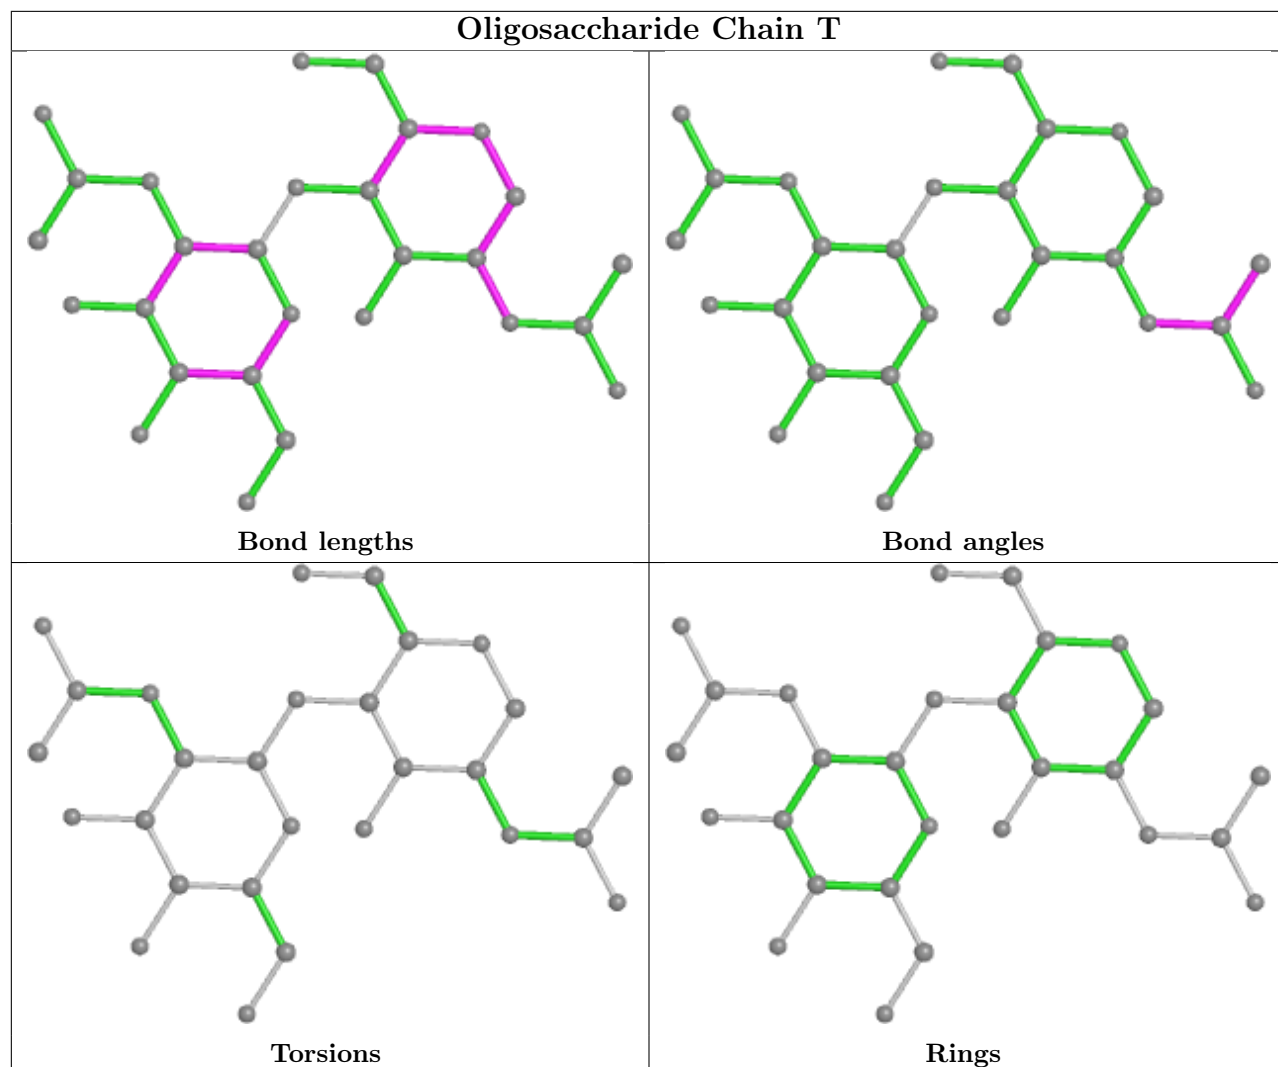 Oligosaccharide Chain T
Bond lengths
Bond angles
Torsions
Rings